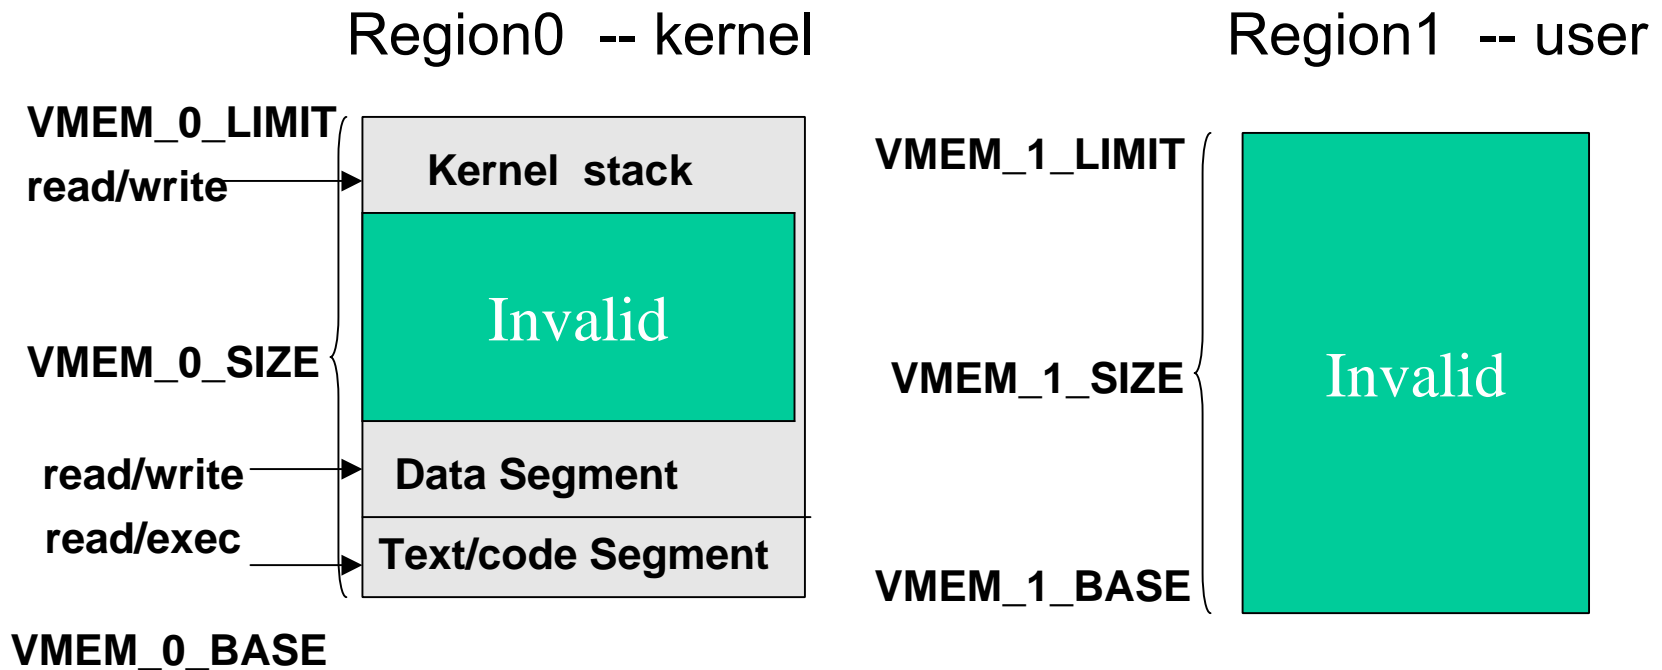 Region0 -- kernel
VMEM_0_LIMIT
read/write
Kernel stack
Invalid
VMEM_0_SIZE
read/write
Data Segment
read/exec
Text/code Segment
VMEM_0_BASE
Region1 -- user
VMEM_1_LIMIT
VMEM_1_SIZE
Invalid
VMEM_1_BASE